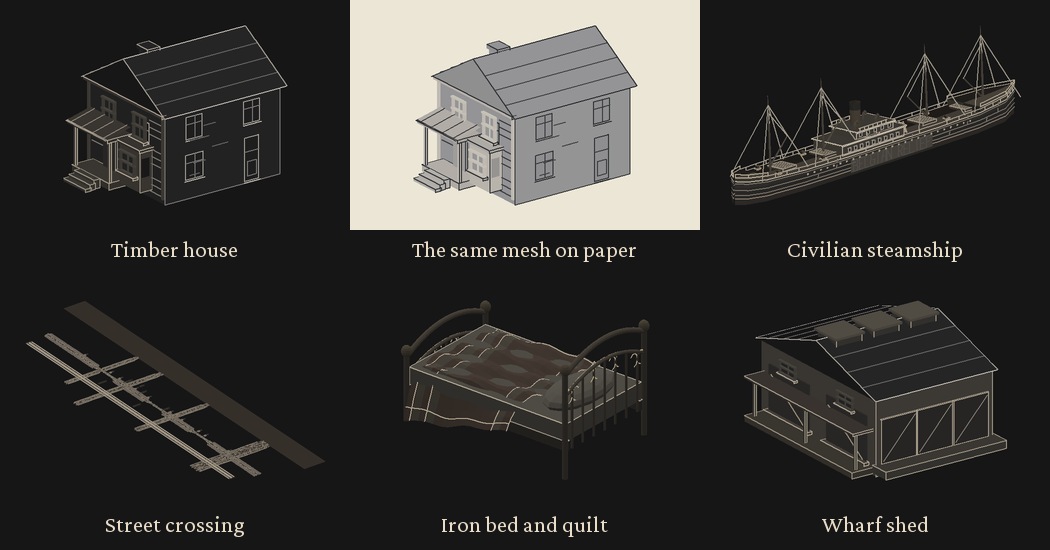 Timber house
The same mesh on paper
Civilian steamship
Street crossing
Iron bed and quilt
Wharf shed